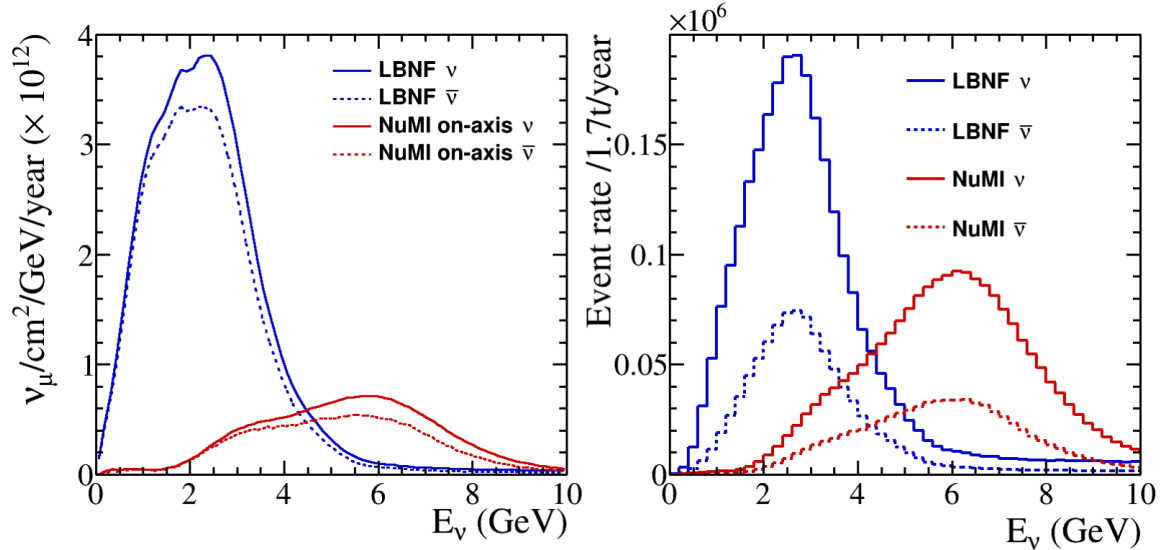 ν_μ/cm²/GeV/year (× 10¹²)
4
3
2
1
0
0 2 4 6 8 10
E_ν (GeV)
LBNF ν
LBNF ν̅
NuMI on-axis ν
NuMI on-axis ν̅
×10⁶
Event rate /1.7t/year
0.15
0.1
0.05
0
0 2 4 6 8 10
E_ν (GeV)
LBNF ν
LBNF ν̅
NuMI ν
NuMI ν̅